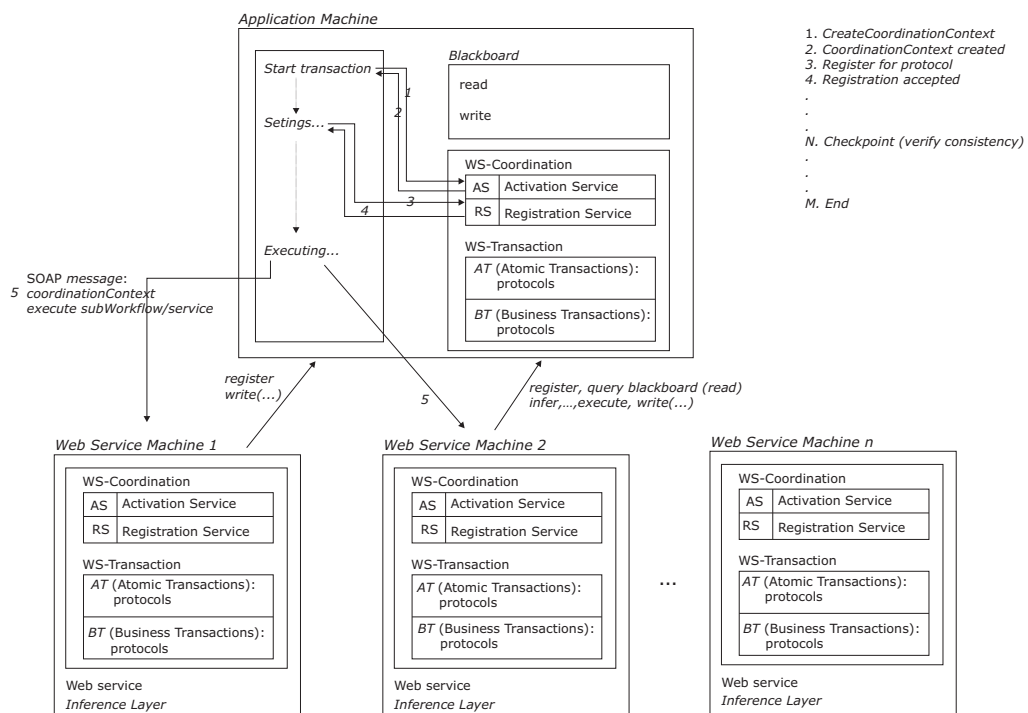 Application Machine
Start transaction
Setings...
Executing...
1
2
3
4
Blackboard
read
write
WS-Coordination
AS Activation Service
RS Registration Service
WS-Transaction
AT (Atomic Transactions):
protocols
BT (Business Transactions):
protocols
1. CreateCoordinationContext
2. CoordinationContext created
3. Register for protocol
4. Registration accepted
.
.
.
N. Checkpoint (verify consistency)
.
.
.
M. End
SOAP message:
5 coordinationContext
execute subWorkflow/service
register
write(...)
5
register, query blackboard (read)
infer,...,execute, write(...)
Web Service Machine 1
WS-Coordination
AS Activation Service
RS Registration Service
WS-Transaction
AT (Atomic Transactions):
protocols
BT (Business Transactions):
protocols
Web service
Inference Layer
Web Service Machine 2
WS-Coordination
AS Activation Service
RS Registration Service
WS-Transaction
AT (Atomic Transactions):
protocols
BT (Business Transactions):
protocols
Web service
Inference Layer
...
Web Service Machine n
WS-Coordination
AS Activation Service
RS Registration Service
WS-Transaction
AT (Atomic Transactions):
protocols
BT (Business Transactions):
protocols
Web service
Inference Layer